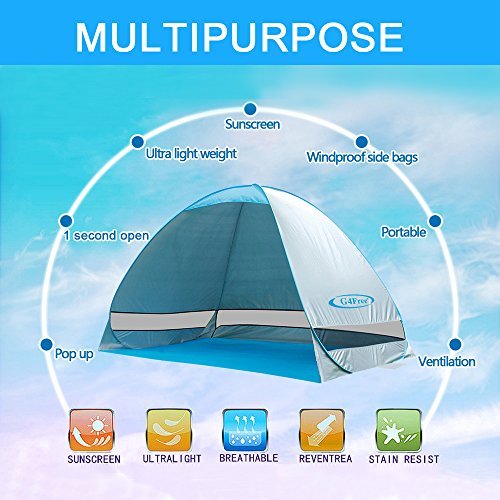 MULTIPURPOSE
Sunscreen
Ultra light weight
Windproof side bags
1 second open
Portable
G4Free
Pop up
Ventilation
SUNSCREEN
ULTRALIGHT
BREATHABLE
REVENTREA
STAIN RESIST